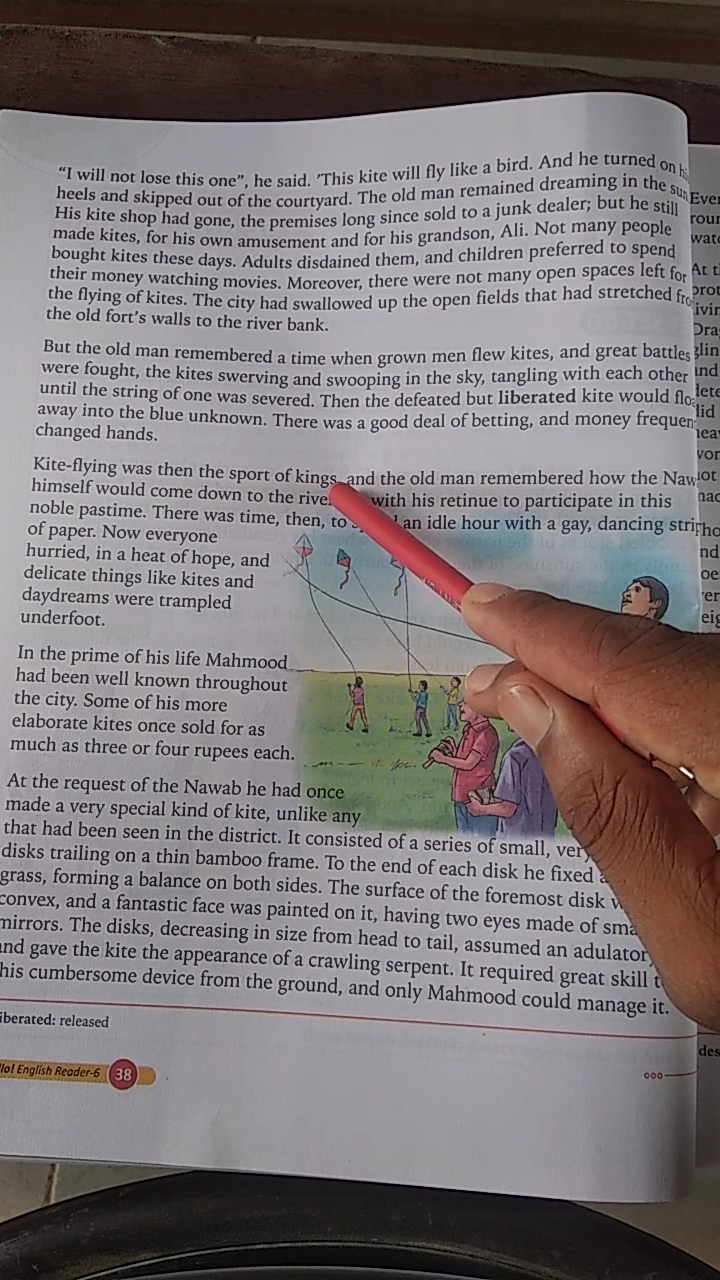 "I will not lose this one", he said. 'This kite will fly like a bird. And he turned on
heels and skipped out of the courtyard. The old man remained dreaming in the sun
His kite shop had gone, the premises long since sold to a junk dealer; but he still
made kites, for his own amusement and for his grandson, Ali. Not many people
bought kites these days. Adults disdained them, and children preferred to spend
their money watching movies. Moreover, there were not many open spaces left for
the flying of kites. The city had swallowed up the open fields that had stretched
the old fort's walls to the river bank.
But the old man remembered a time when grown men flew kites, and great battles
were fought, the kites swerving and swooping in the sky, tangling with each other
until the string of one was severed. Then the defeated but liberated kite would
away into the blue unknown. There was a good deal of betting, and money
changed hands.
Kite-flying was then the sport of kings, and the old man remembered how the
himself would come down to the with his retinue to participate in this
noble pastime. There was time, then, to an idle hour with a gay, dancing
of paper. Now everyone
hurried, in a heat of hope, and
delicate things like kites and
daydreams were trampled
underfoot.
In the prime of his life Mahmood
had been well known throughout
the city. Some of his more
elaborate kites once sold for as
much as three or four rupees each.
At the request of the Nawab he had once
made a very special kind of kite, unlike any
that had been seen in the district. It consisted of a series of small,
disks trailing on a thin bamboo frame. To the end of each disk he fixed
grass, forming a balance on both sides. The surface of the foremost disk
convex, and a fantastic face was painted on it, having two eyes made of
mirrors. The disks, decreasing in size from head to tail, assumed an
and gave the kite the appearance of a crawling serpent. It required great skill
this cumbersome device from the ground, and only Mahmood could manage it.
liberated: released
English Reader-6 38